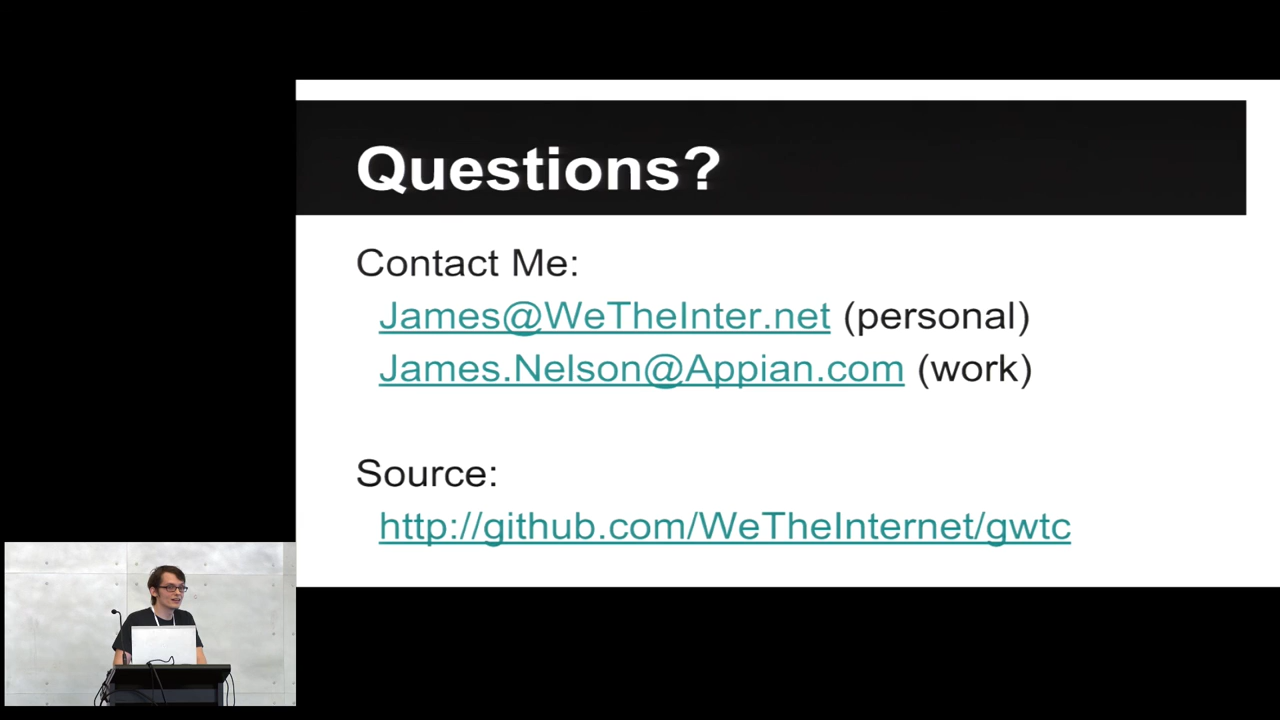 Questions?
Contact Me:
James@WeTheInter.net (personal)
James.Nelson@Appian.com (work)
Source:
http://github.com/WeTheInternet/gwtc